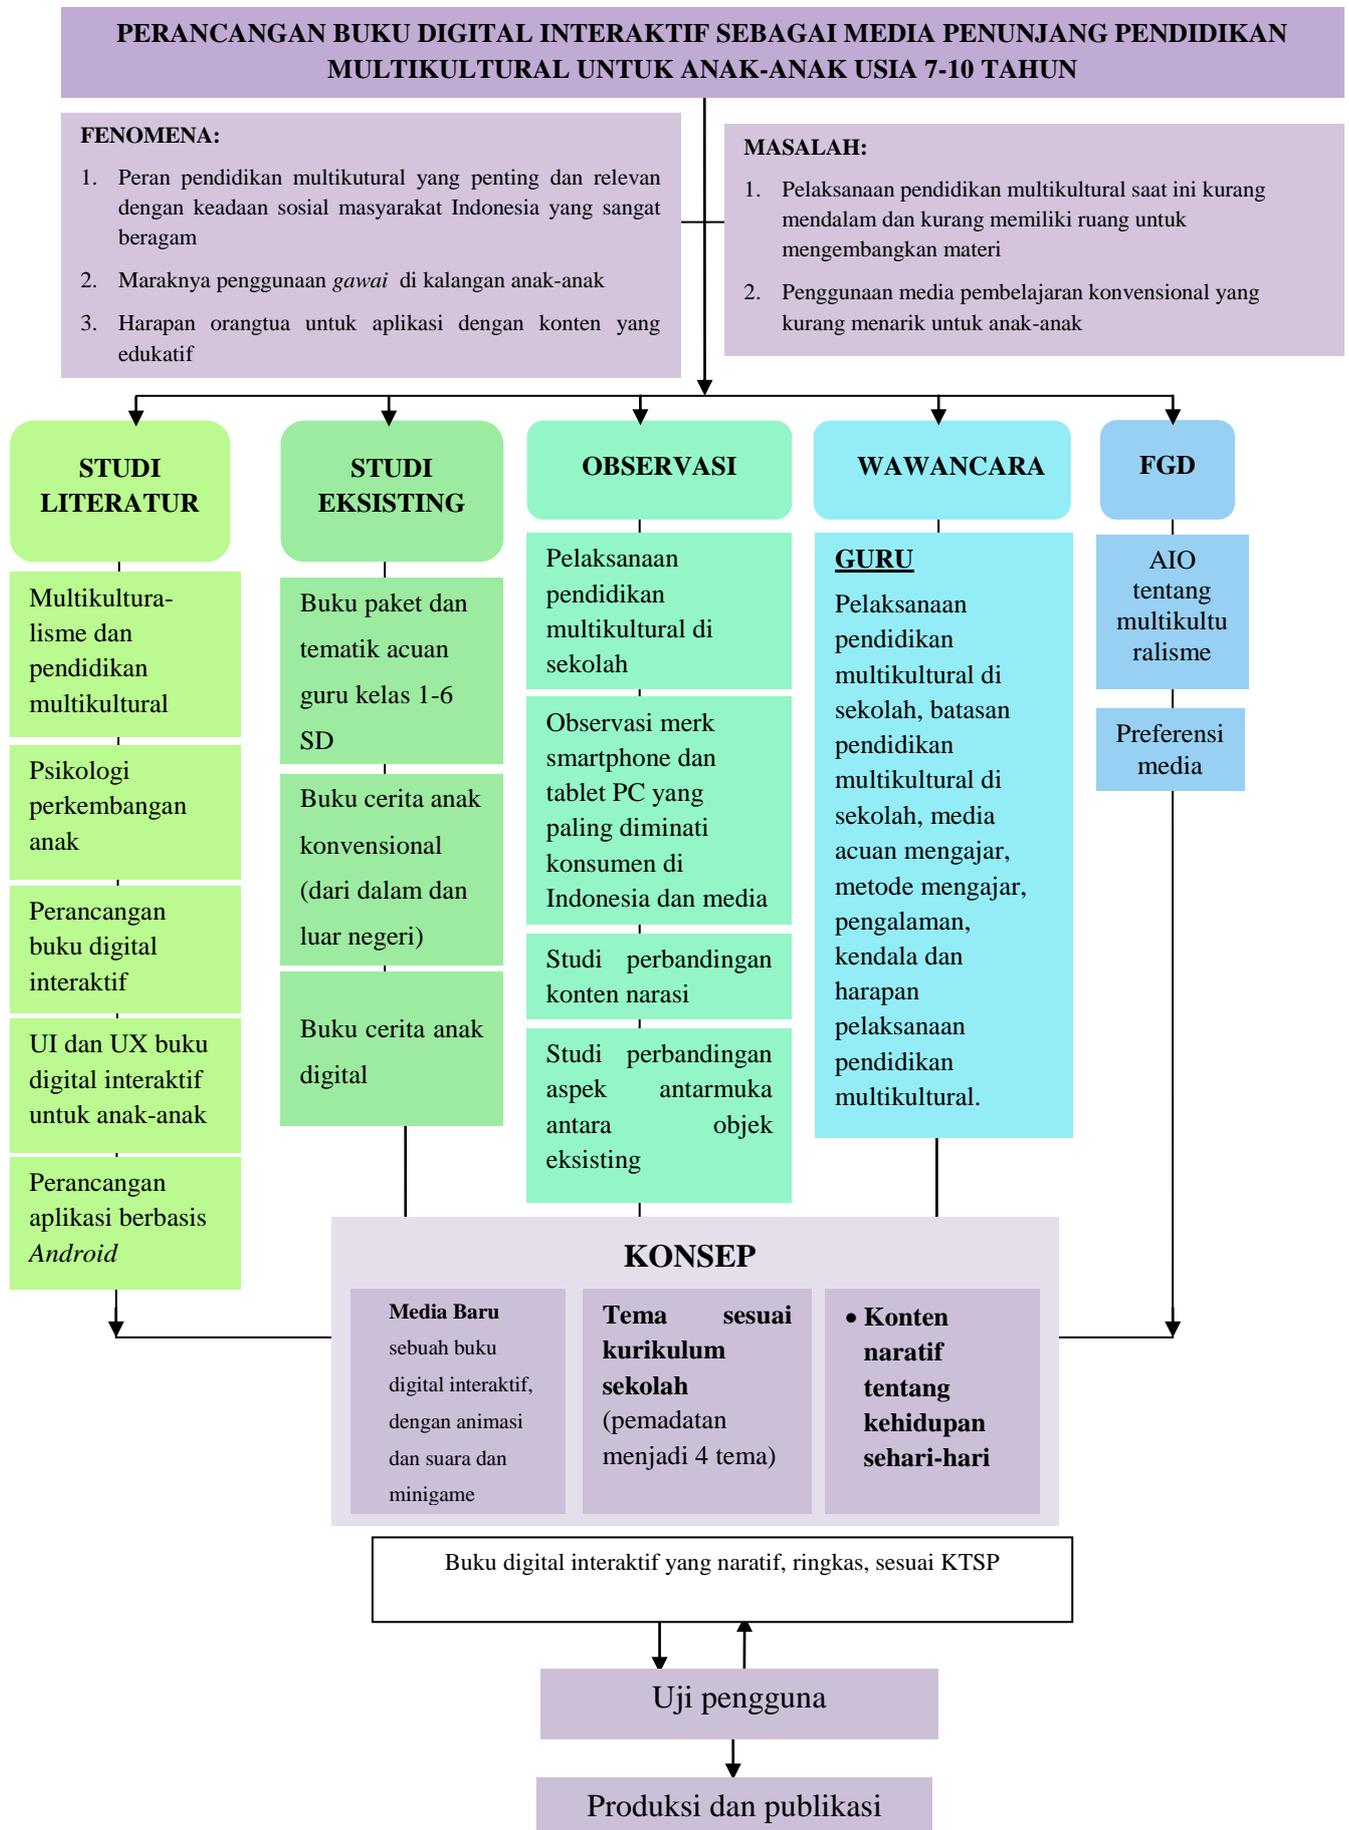 PERANCANGAN BUKU DIGITAL INTERAKTIF SEBAGAI MEDIA PENUNJANG PENDIDIKAN
MULTIKULTURAL UNTUK ANAK-ANAK USIA 7-10 TAHUN
FENOMENA:
1. Peran pendidikan multikutural yang penting dan relevan
dengan keadaan sosial masyarakat Indonesia yang sangat
beragam
2. Maraknya penggunaan gawai di kalangan anak-anak
3. Harapan orangtua untuk aplikasi dengan konten yang
edukatif
MASALAH:
1. Pelaksanaan pendidikan multikultural saat ini kurang
mendalam dan kurang memiliki ruang untuk
mengembangkan materi
2. Penggunaan media pembelajaran konvensional yang
kurang menarik untuk anak-anak
STUDI
LITERATUR
Multikultura-
lisme dan
pendidikan
multikultural
Psikologi
perkembangan
anak
Perancangan
buku digital
interaktif
UI dan UX buku
digital interaktif
untuk anak-anak
Perancangan
aplikasi berbasis
Android
STUDI
EKSISTING
Buku paket dan
tematik acuan
guru kelas 1-6
SD
Buku cerita anak
konvensional
(dari dalam dan
luar negeri)
Buku cerita anak
digital
OBSERVASI
Pelaksanaan
pendidikan
multikultural di
sekolah
Observasi merk
smartphone dan
tablet PC yang
paling diminati
konsumen di
Indonesia dan media
Studi perbandingan
konten narasi
Studi perbandingan
aspek antarmuka
antara objek
eksisting
WAWANCARA
GURU
Pelaksanaan
pendidikan
multikultural di
sekolah, batasan
pendidikan
multikultural di
sekolah, media
acuan mengajar,
metode mengajar,
pengalaman,
kendala dan
harapan
pelaksanaan
pendidikan
multikultural.
FGD
AIO
tentang
multikultu
ralisme
Preferensi
media
KONSEP
Media Baru
sebuah buku
digital interaktif,
dengan animasi
dan suara dan
minigame
Tema sesuai
kurikulum
sekolah
(pemadatan
menjadi 4 tema)
• Konten
naratif
tentang
kehidupan
sehari-hari
Buku digital interaktif yang naratif, ringkas, sesuai KTSP
Uji pengguna
Produksi dan publikasi